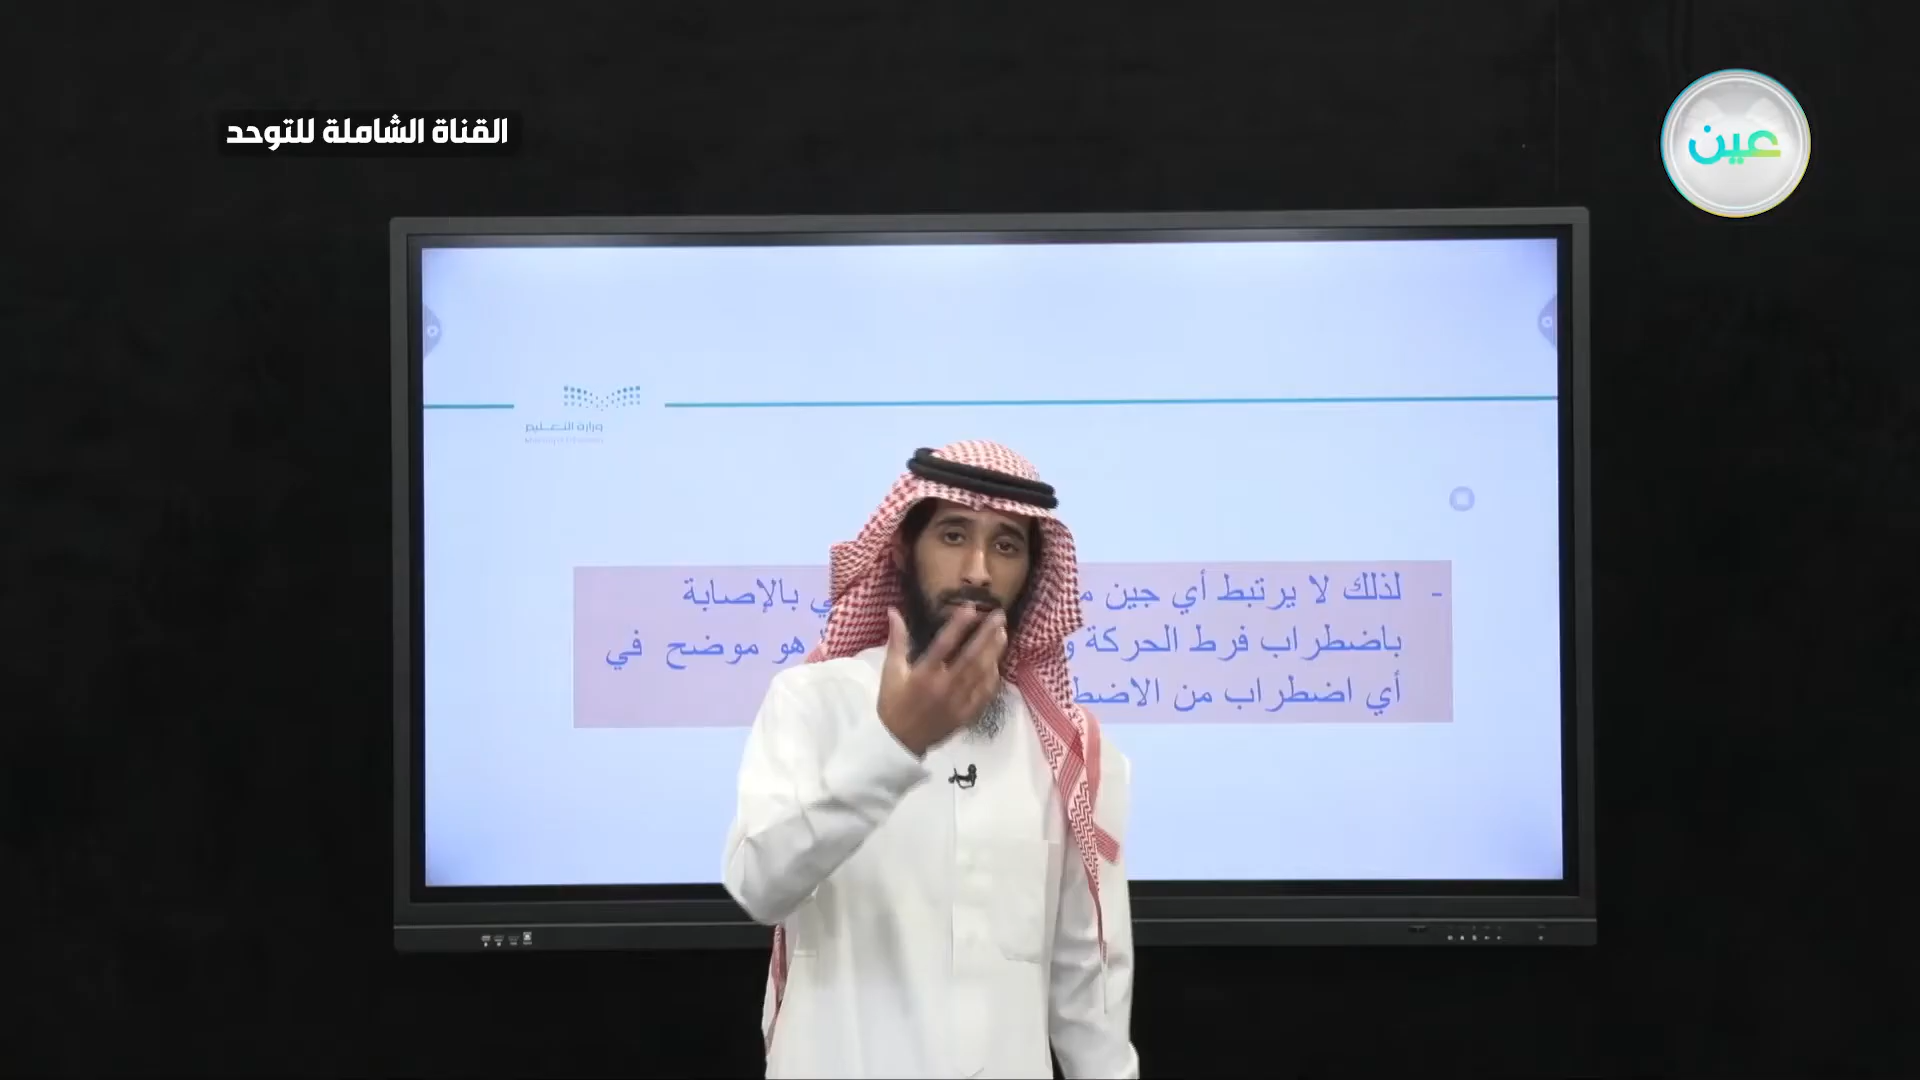 القناة الشاملة للتوحد
عين
وزارة التعليم
- لذلك لا يرتبط أي جين بالإصابة
باضطراب فرط الحركة و هو موضح في
أي اضطراب من